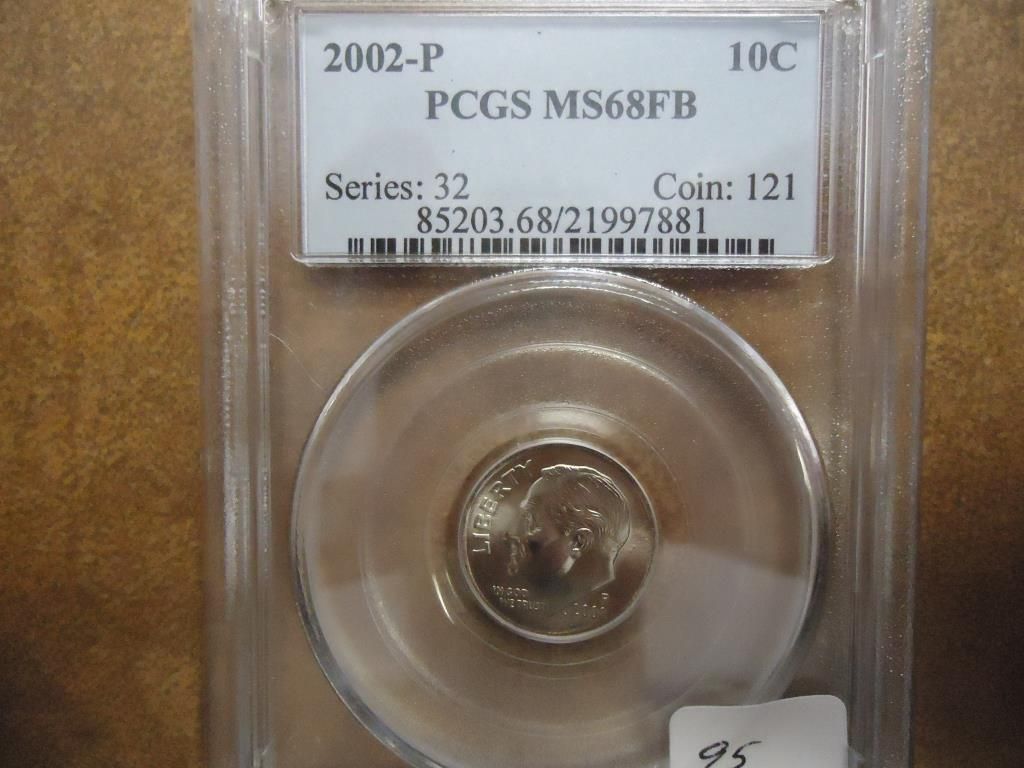 2002-P 10C
PCGS MS68FB
Series: 32 Coin: 121
85203.68/21997881
LIBERTY
IN GOD
WE TRUST
P
95